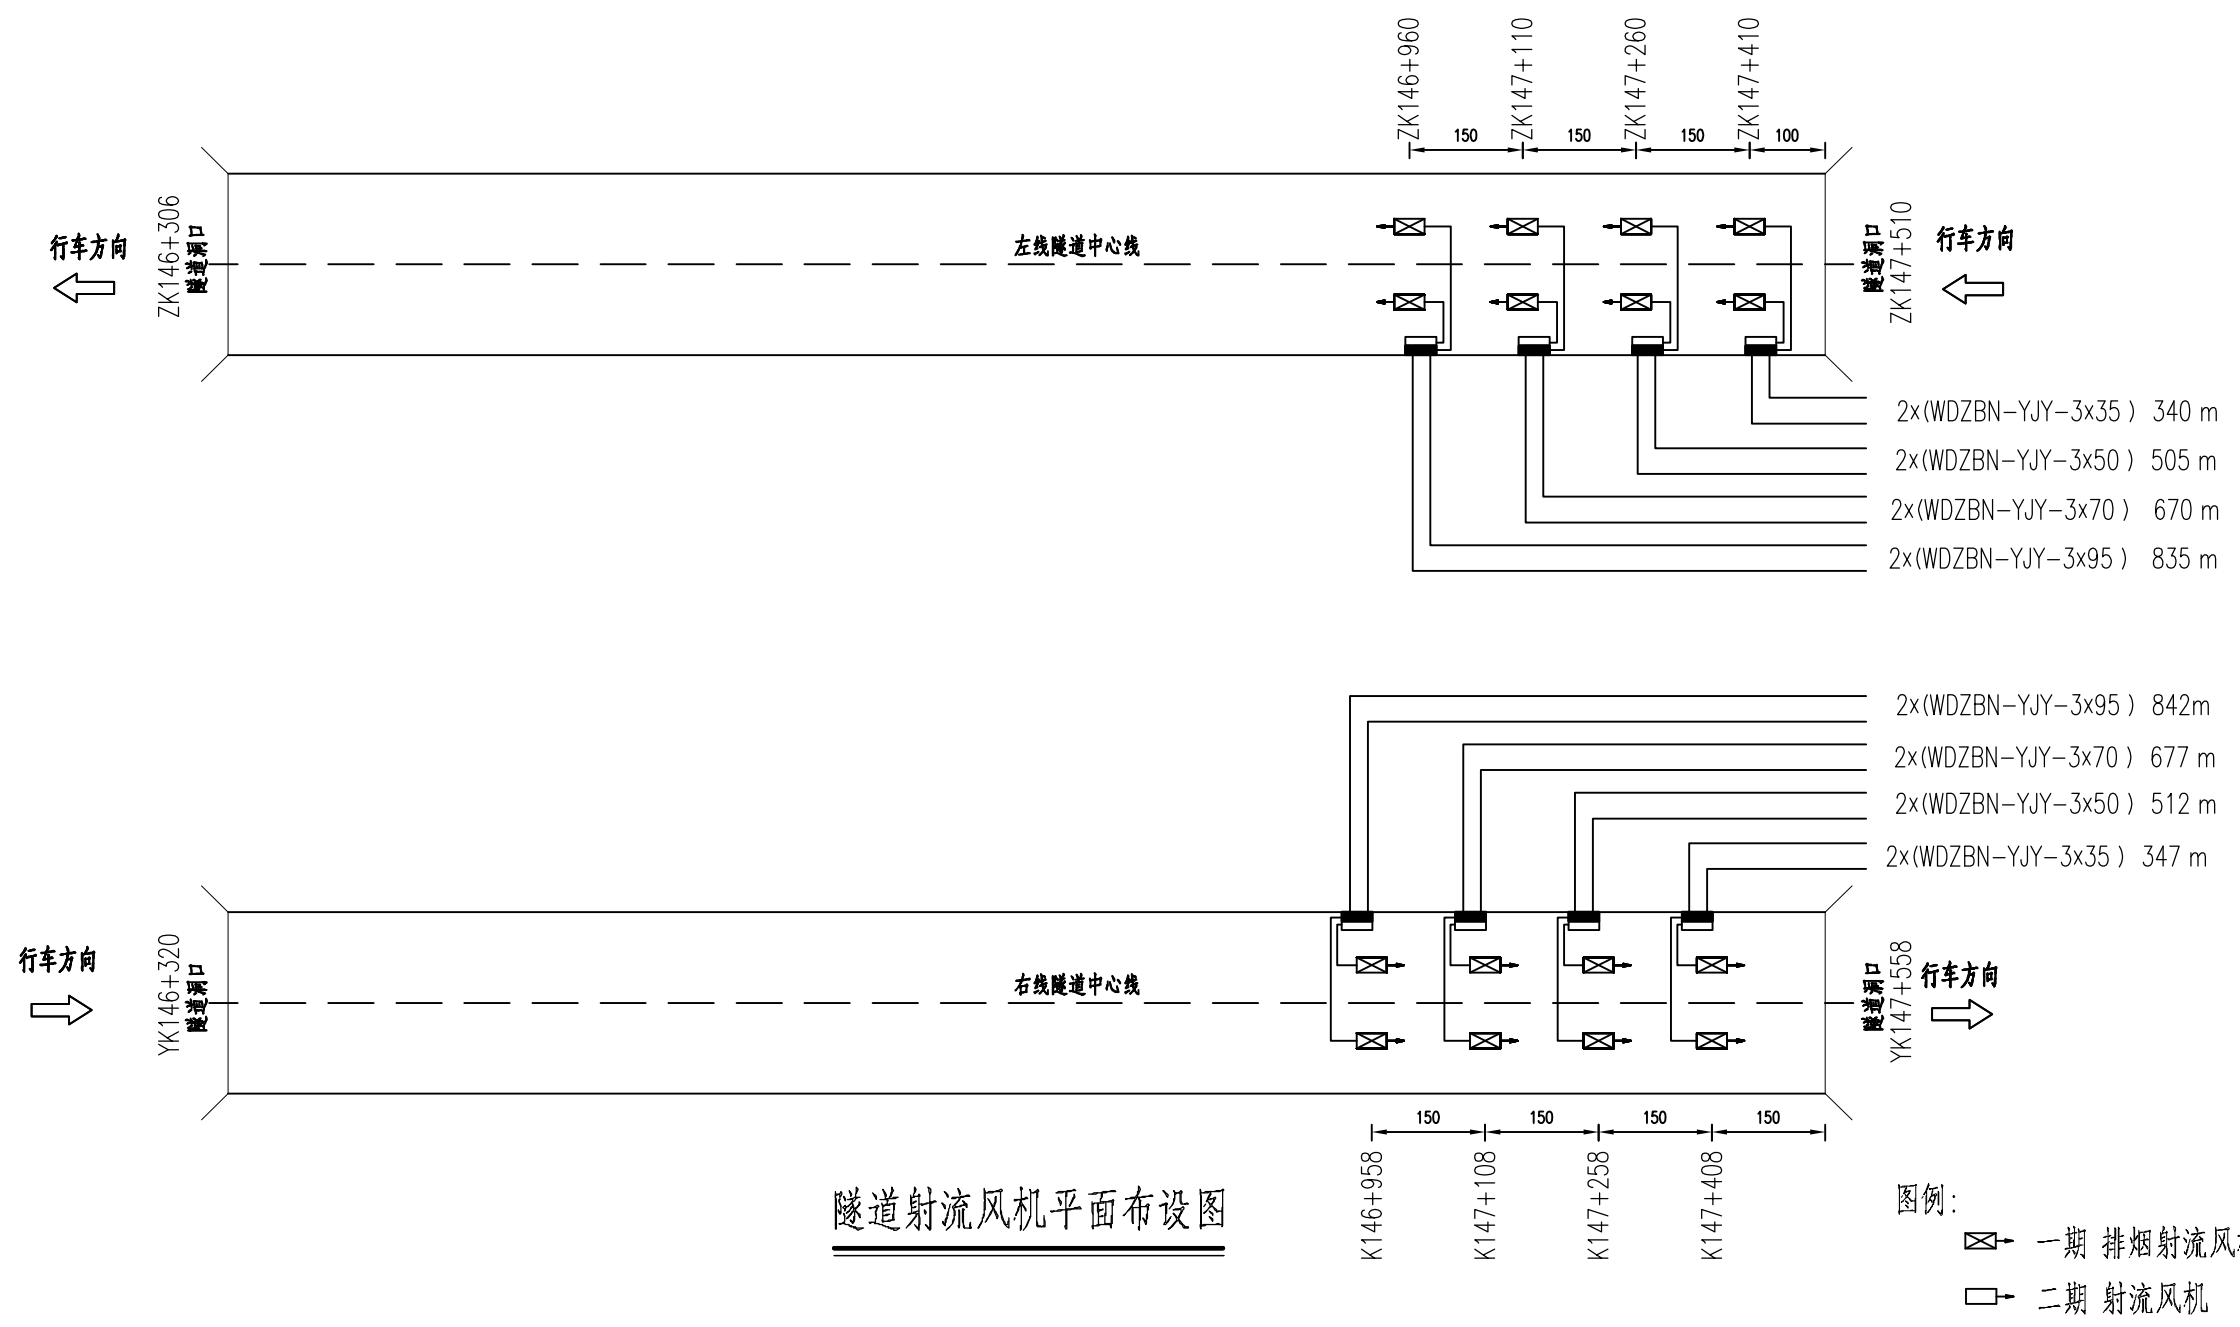 ZK146+960
ZK147+110
ZK147+260
ZK147+410
150
150
150
100
行车方向
ZK146+306
隧道洞口
左线隧道中心线
隧道洞口
ZK147+510
行车方向
2x(WDZBN-YJY-3x35) 340 m
2x(WDZBN-YJY-3x50) 505 m
2x(WDZBN-YJY-3x70) 670 m
2x(WDZBN-YJY-3x95) 835 m
2x(WDZBN-YJY-3x95) 842m
2x(WDZBN-YJY-3x70) 677 m
2x(WDZBN-YJY-3x50) 512 m
2x(WDZBN-YJY-3x35) 347 m
行车方向
YK146+320
隧道洞口
右线隧道中心线
隧道洞口
YK147+558
行车方向
150
150
150
150
K146+958
K147+108
K147+258
K147+408
隧道射流风机平面布设图
图例:
一期 排烟射流风
二期 射流风机